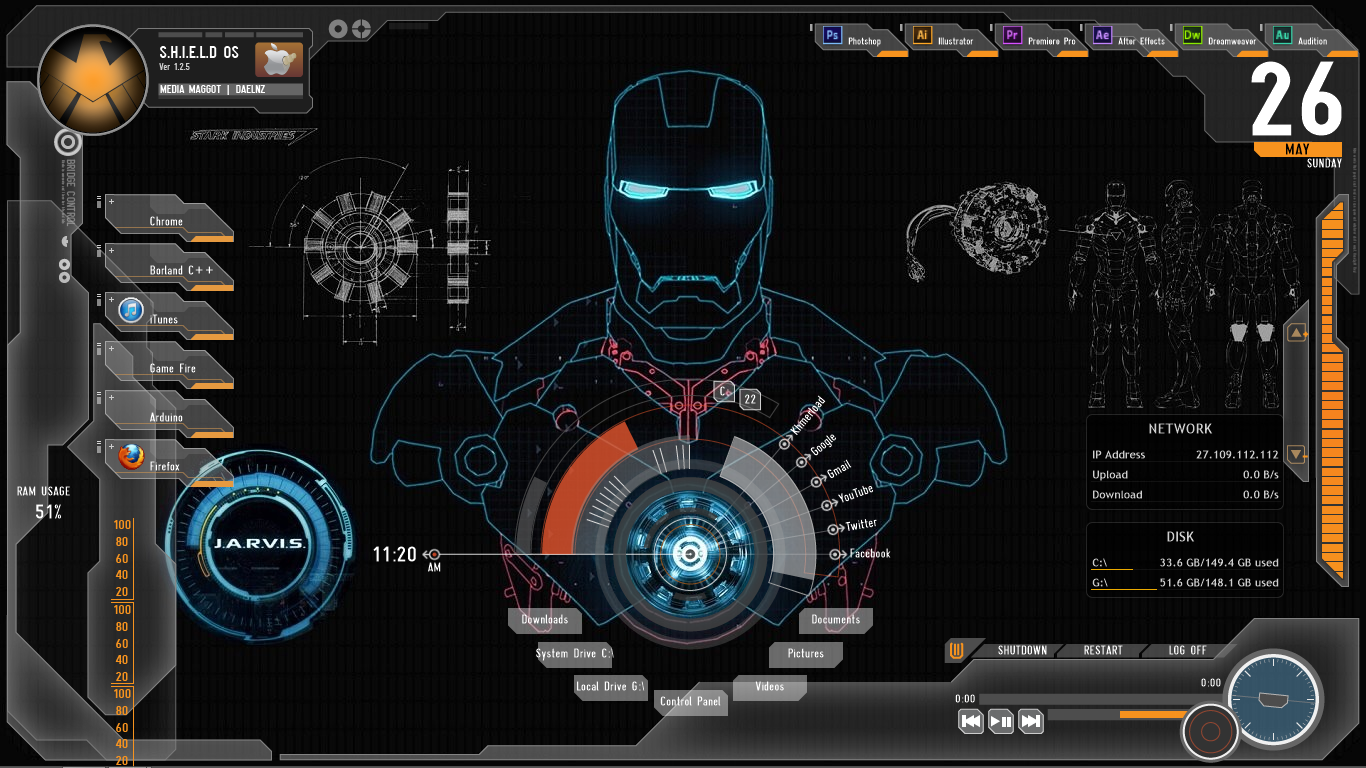 S.H.I.E.L.D OS
Ver 1.2.5
MEDIA MAGGOT | DAELNZ
Ps Photshop
Ai Illustrator
Pr Premiere Pro
Ae After Effects
Dw Dreamweaver
Au Audition
26
MAY
SUNDAY
STARK INDUSTRIES
BRIDGE CONTROL
Chrome
Borland C++
iTunes
Game Fire
Arduino
Firefox
RAM USAGE
51%
100
80
60
40
20
100
80
60
40
20
100
80
60
40
20
J.A.R.V.I.S.
11:20
AM
22
Khmerload
Google
Gmail
YouTube
Twitter
Facebook
Downloads
System Drive C:\
Local Drive G:\
Control Panel
Videos
Pictures
Documents
NETWORK
IP Address 27.109.112.112
Upload 0.0 B/s
Download 0.0 B/s
DISK
C:\ 33.6 GB/149.4 GB used
G:\ 51.6 GB/148.1 GB used
SHUTDOWN
RESTART
LOG OFF
0:00
0:00